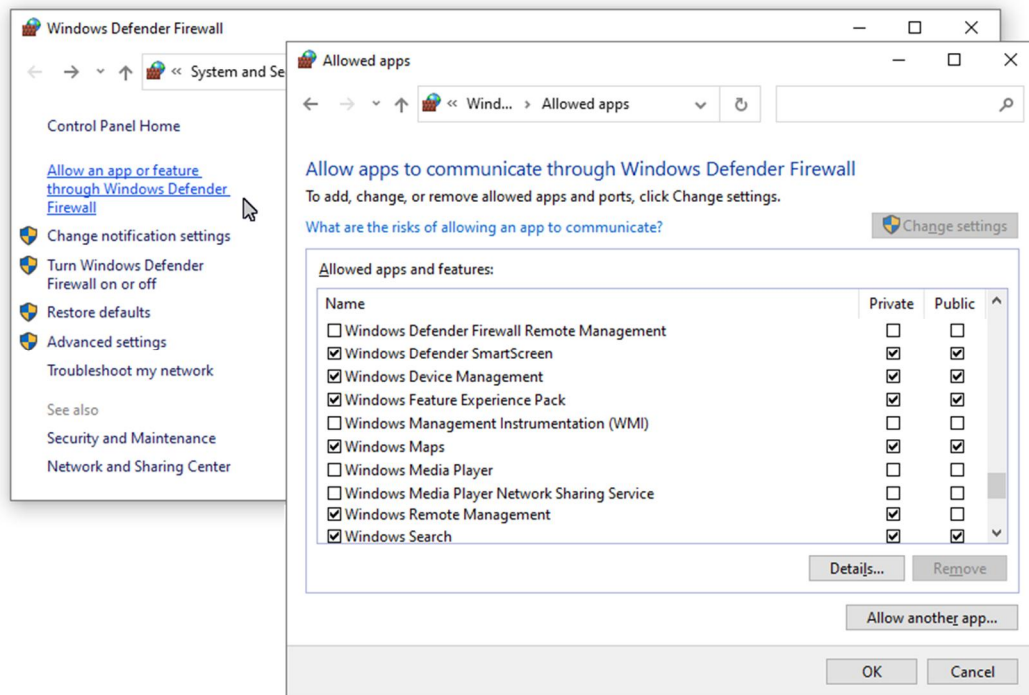 Windows Defender Firewall
« System and Se
Control Panel Home
Allow an app or feature
through Windows Defender
Firewall
Change notification settings
Turn Windows Defender
Firewall on or off
Restore defaults
Advanced settings
Troubleshoot my network
See also
Security and Maintenance
Network and Sharing Center
Allowed apps
« Wind... › Allowed apps
Allow apps to communicate through Windows Defender Firewall
To add, change, or remove allowed apps and ports, click Change settings.
What are the risks of allowing an app to communicate?
Change settings
Allowed apps and features:
Name Private Public
Windows Defender Firewall Remote Management
Windows Defender SmartScreen
Windows Device Management
Windows Feature Experience Pack
Windows Management Instrumentation (WMI)
Windows Maps
Windows Media Player
Windows Media Player Network Sharing Service
Windows Remote Management
Windows Search
Details... Remove
Allow another app...
OK Cancel